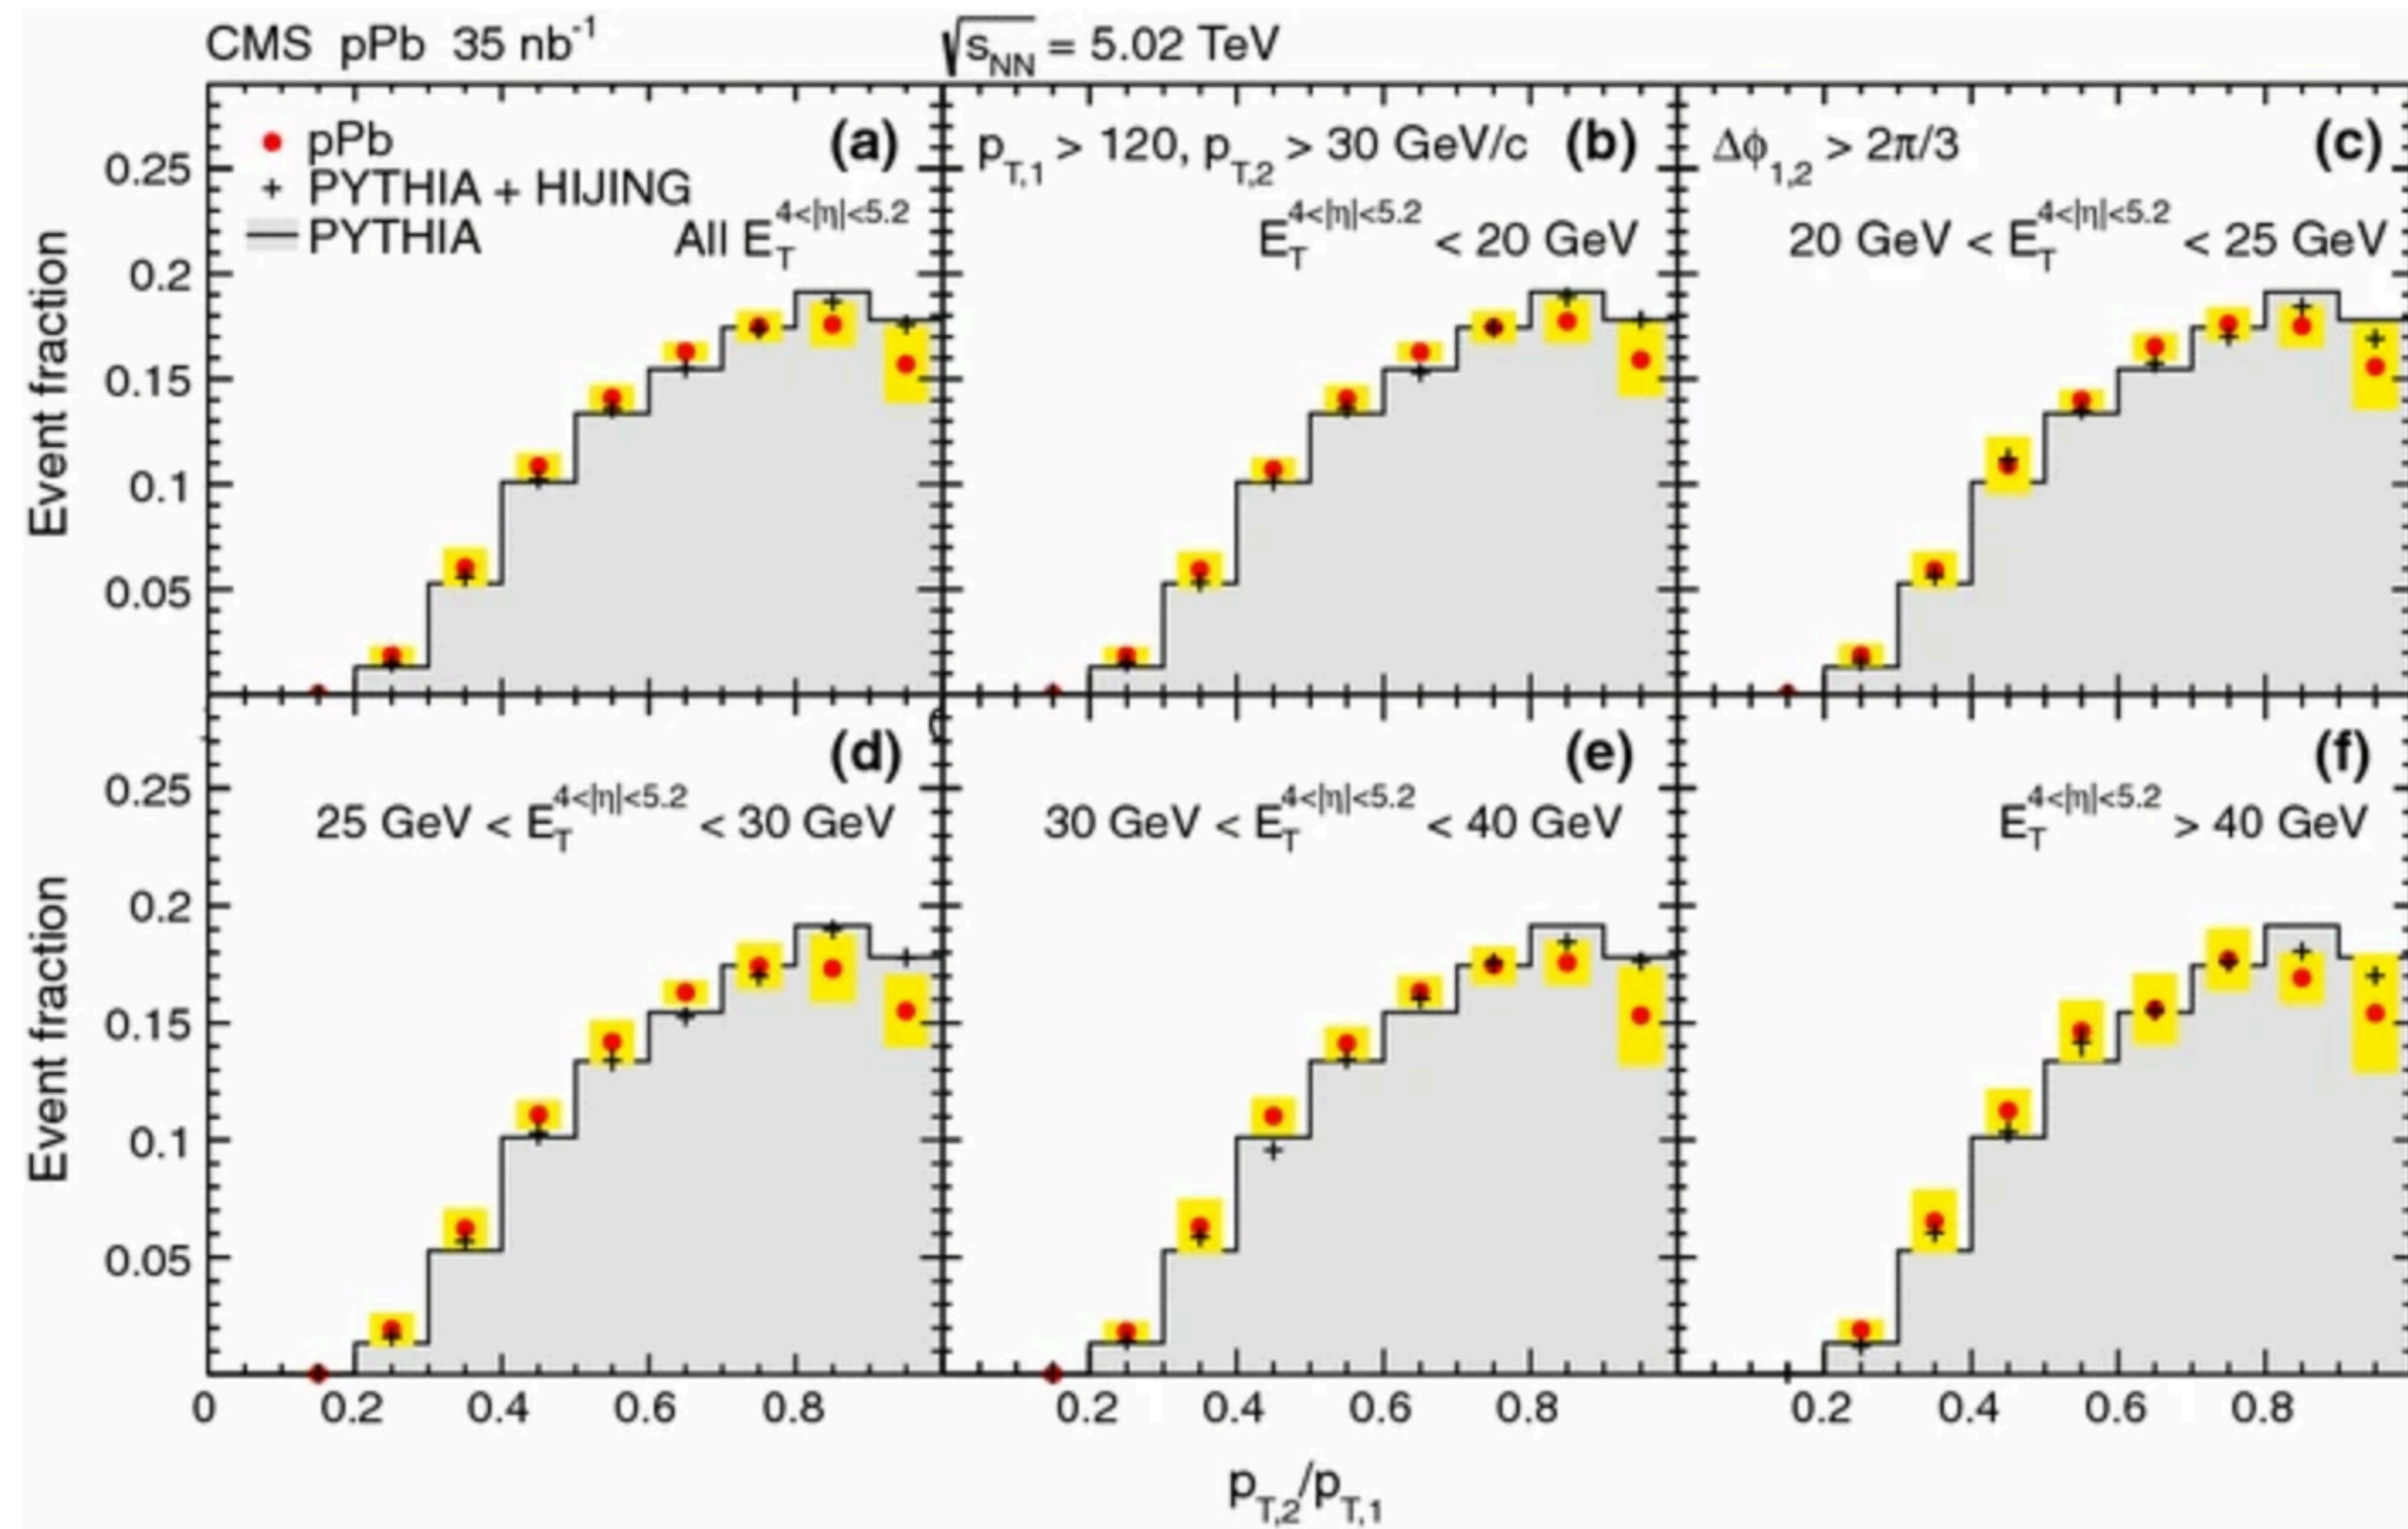 CMS pPb 35 nb⁻¹ √s_NN = 5.02 TeV
pPb
PYTHIA + HIJING
PYTHIA
(a)
All E_T^4<|η|<5.2
p_T,1 > 120, p_T,2 > 30 GeV/c (b)
E_T^4<|η|<5.2 < 20 GeV
Δϕ_1,2 > 2π/3 (c)
20 GeV < E_T^4<|η|<5.2 < 25 GeV
Event fraction
0.25
0.2
0.15
0.1
0.05
(d)
25 GeV < E_T^4<|η|<5.2 < 30 GeV
(e)
30 GeV < E_T^4<|η|<5.2 < 40 GeV
(f)
E_T^4<|η|<5.2 > 40 GeV
Event fraction
0.25
0.2
0.15
0.1
0.05
0 0.2 0.4 0.6 0.8 0.2 0.4 0.6 0.8 0.2 0.4 0.6 0.8
p_T,2/p_T,1